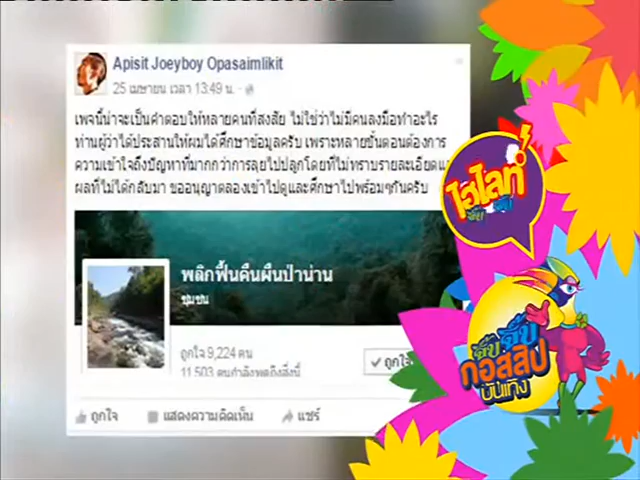 Apisit Joeyboy Opasaimlikit
25 เมษายน เวลา 13:49 น.
เพจนี้น่าจะเป็นคำตอบให้หลายคนที่สงสัย ไม่ใช่ว่าไม่มีคนลงมือทำอะไร
ท่านผู้ว่าได้ประสานให้ผมได้ศึกษาข้อมูลครับ เพราะหลายขั้นตอนต้องการ
ความเข้าใจถึงปัญหาที่มากกว่าการลุยไปปลูกโดยที่ไม่ทราบรายละเอียดแ
ผลที่ไม่ได้กลับมา ขออนุญาตลองเข้าไปดูและศึกษาไปพร้อมๆกันครับ
พลิกฟื้นคืนผืนป่าน่าน
ชุมชน
ถูกใจ 9,224 คน
11,503 คนกำลังพูดถึงสิ่งนี้
ถูกใ
ถูกใจ
แสดงความคิดเห็น
แชร์
ไฮไลท์
จี๊บ
จี๊บ
กอสซิป
บันเทิง